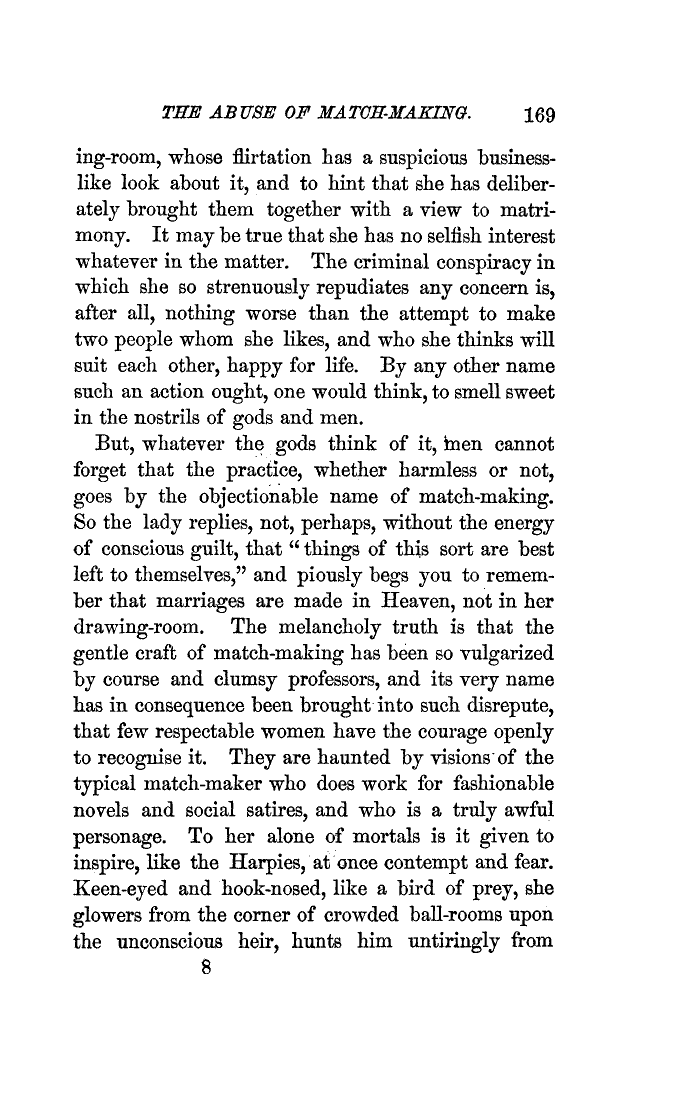 THE ABUSE OF MATCH-MAKING. 169
ing-room, whose flirtation has a suspicious business-
like look about it, and to hint that she has deliber-
ately brought them together with a view to matri-
mony. It may be true that she has no selfish interest
whatever in the matter. The criminal conspiracy in
which she so strenuously repudiates any concern is,
after all, nothing worse than the attempt to make
two people whom she likes, and who she thinks will
suit each other, happy for life. By any other name
such an action ought, one would think, to smell sweet
in the nostrils of gods and men.
But, whatever the gods think of it, men cannot
forget that the practice, whether harmless or not,
goes by the objectionable name of match-making.
So the lady replies, not, perhaps, without the energy
of conscious guilt, that “things of this sort are best
left to themselves,” and piously begs you to remem-
ber that marriages are made in Heaven, not in her
drawing-room. The melancholy truth is that the
gentle craft of match-making has been so vulgarized
by course and clumsy professors, and its very name
has in consequence been brought into such disrepute,
that few respectable women have the courage openly
to recognise it. They are haunted by visions of the
typical match-maker who does work for fashionable
novels and social satires, and who is a truly awful
personage. To her alone of mortals is it given to
inspire, like the Harpies, at once contempt and fear.
Keen-eyed and hook-nosed, like a bird of prey, she
glowers from the corner of crowded ball-rooms upon
the unconscious heir, hunts him untiringly from
8